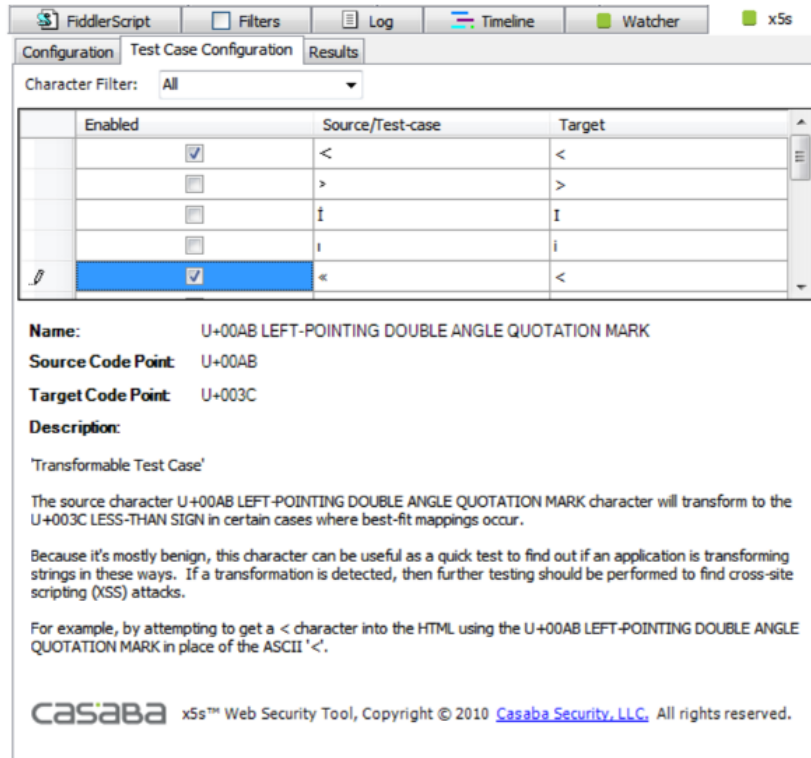 FiddlerScript Filters Log Timeline Watcher x5s
Configuration Test Case Configuration Results
Character Filter: All
Enabled Source/Test-case Target
< <
> >
İ I
ı i
« <
Name: U+00AB LEFT-POINTING DOUBLE ANGLE QUOTATION MARK
Source Code Point: U+00AB
Target Code Point: U+003C
Description:
'Transformable Test Case'
The source character U+00AB LEFT-POINTING DOUBLE ANGLE QUOTATION MARK character will transform to the
U+003C LESS-THAN SIGN in certain cases where best-fit mappings occur.
Because it's mostly benign, this character can be useful as a quick test to find out if an application is transforming
strings in these ways. If a transformation is detected, then further testing should be performed to find cross-site
scripting (XSS) attacks.
For example, by attempting to get a < character into the HTML using the U+00AB LEFT-POINTING DOUBLE ANGLE
QUOTATION MARK in place of the ASCII '<'.
casaba x5s™ Web Security Tool, Copyright © 2010 Casaba Security, LLC. All rights reserved.